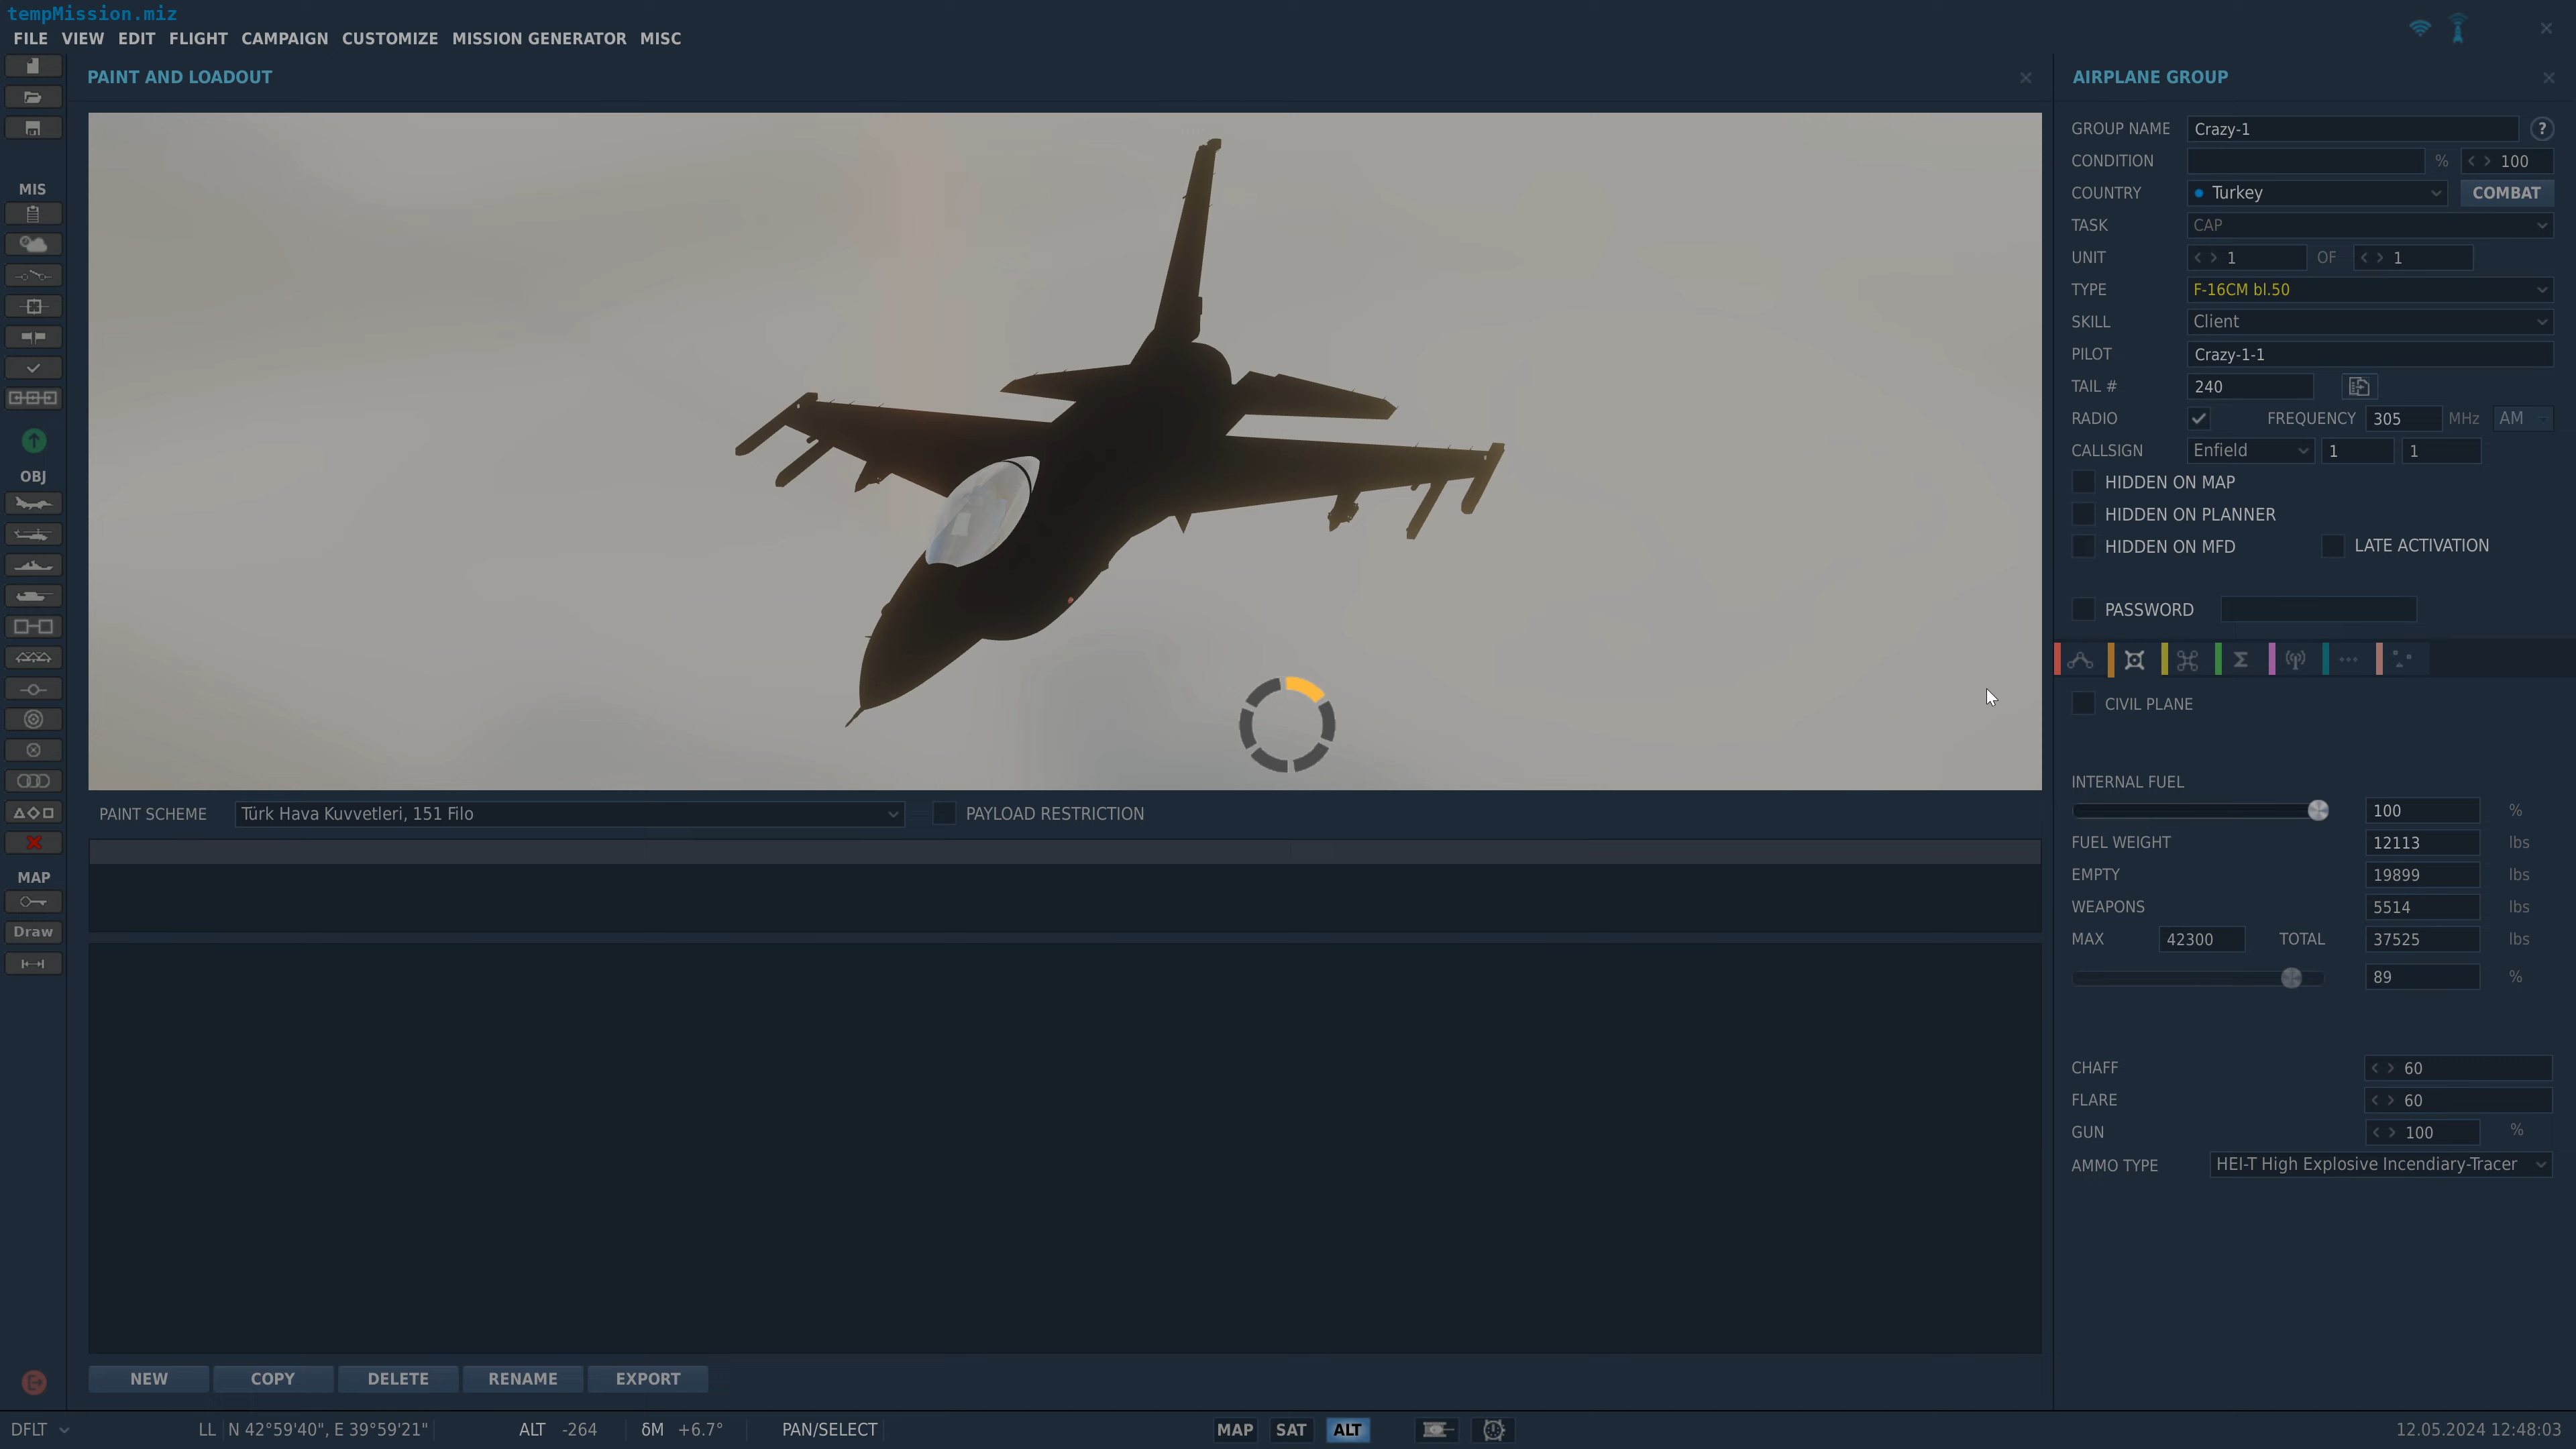 tempMission.miz
FILE VIEW EDIT FLIGHT CAMPAIGN CUSTOMIZE MISSION GENERATOR MISC
PAINT AND LOADOUT
MIS
OBJ
MAP
Draw
PAINT SCHEME Türk Hava Kuvvetleri, 151 Filo PAYLOAD RESTRICTION
NEW COPY DELETE RENAME EXPORT
AIRPLANE GROUP
GROUP NAME Crazy-1 ?
CONDITION % < > 100
COUNTRY Turkey COMBAT
TASK CAP
UNIT < > 1 OF < > 1
TYPE F-16CM bl.50
SKILL Client
PILOT Crazy-1-1
TAIL # 240
RADIO FREQUENCY 305 MHz AM
CALLSIGN Enfield 1 1
HIDDEN ON MAP
HIDDEN ON PLANNER
HIDDEN ON MFD LATE ACTIVATION
PASSWORD
CIVIL PLANE
INTERNAL FUEL
100 %
FUEL WEIGHT 12113 lbs
EMPTY 19899 lbs
WEAPONS 5514 lbs
MAX 42300 TOTAL 37525 lbs
89 %
CHAFF < > 60
FLARE < > 60
GUN < > 100 %
AMMO TYPE HEI-T High Explosive Incendiary-Tracer
DFLT LL N 42°59'40", E 39°59'21" ALT -264 δM +6.7° PAN/SELECT MAP SAT ALT 12.05.2024 12:48:03